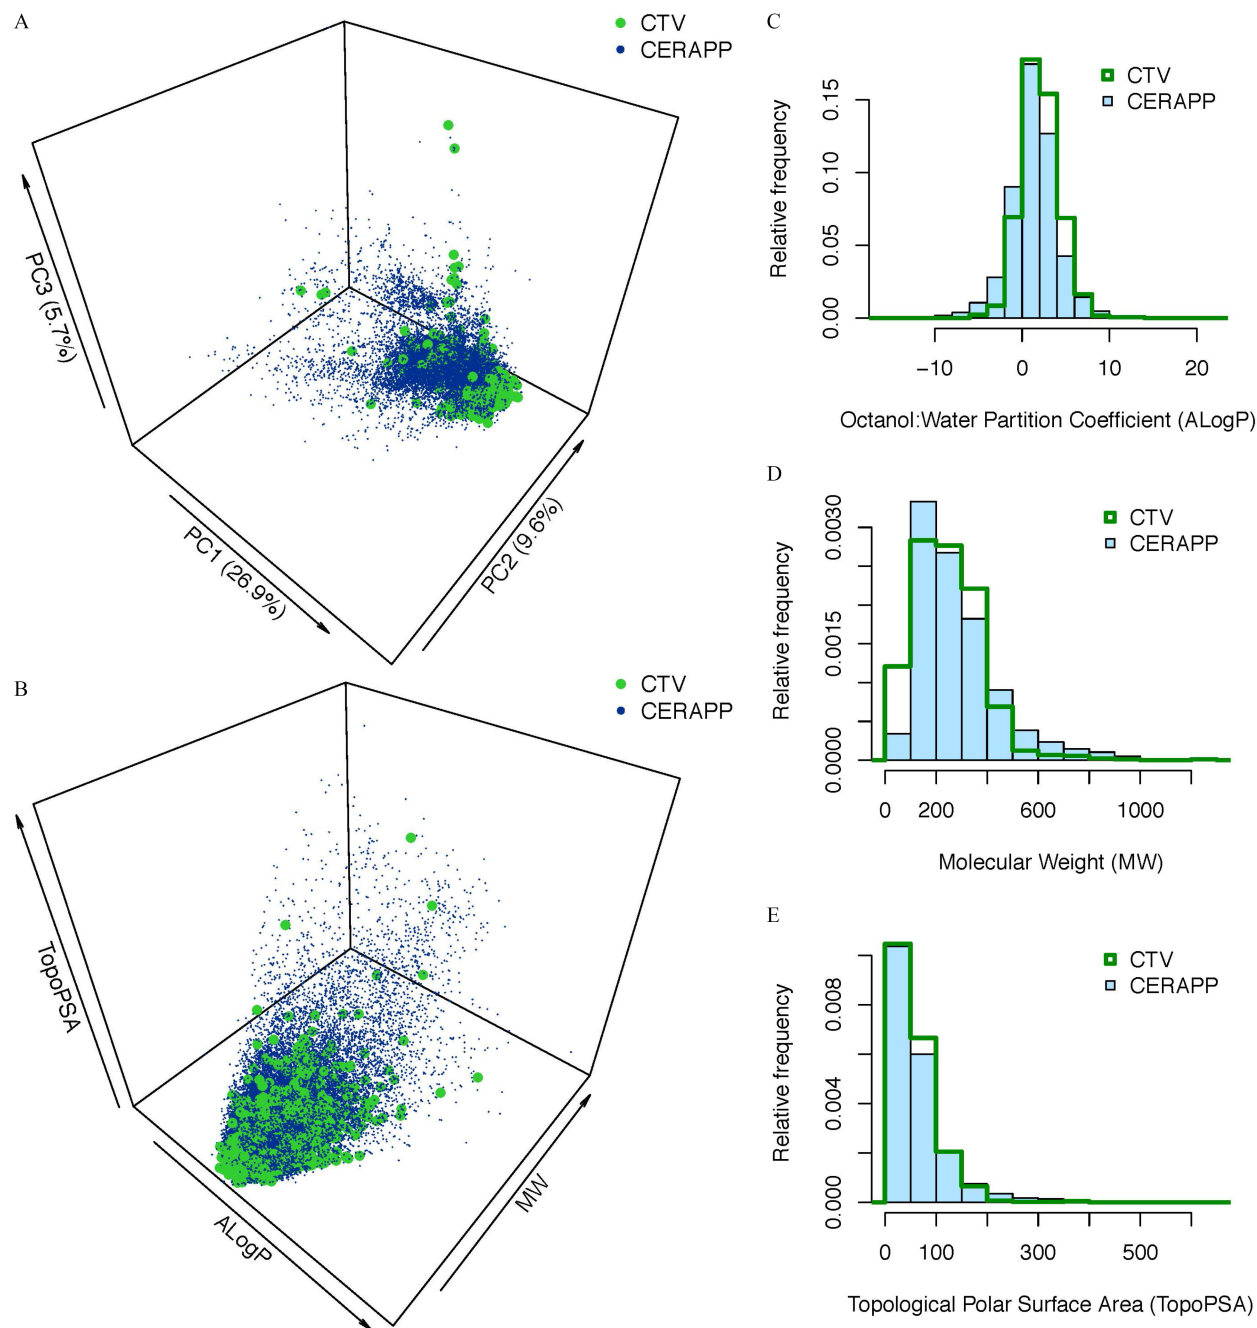 A
CTV
CERAPP
PC3 (5.7%)
PC1 (26.9%)
PC2 (9.6%)
B
CTV
CERAPP
TopoPSA
ALogP
MW
C
CTV
CERAPP
Relative frequency
0.00 0.05 0.10 0.15
−10 0 10 20
Octanol:Water Partition Coefficient (ALogP)
D
CTV
CERAPP
Relative frequency
0.0000 0.0015 0.0030
0 200 600 1000
Molecular Weight (MW)
E
CTV
CERAPP
Relative frequency
0.000 0.004 0.008
0 100 300 500
Topological Polar Surface Area (TopoPSA)